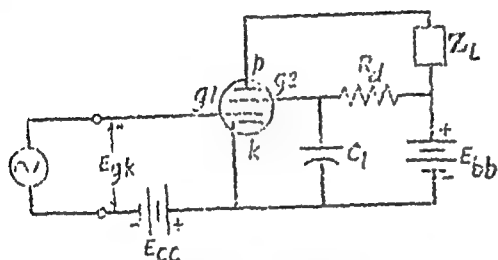 p
Z_L
R_d
g1
g2
k
E_gk
C_1
+
E_bb
-
- +
E_cc